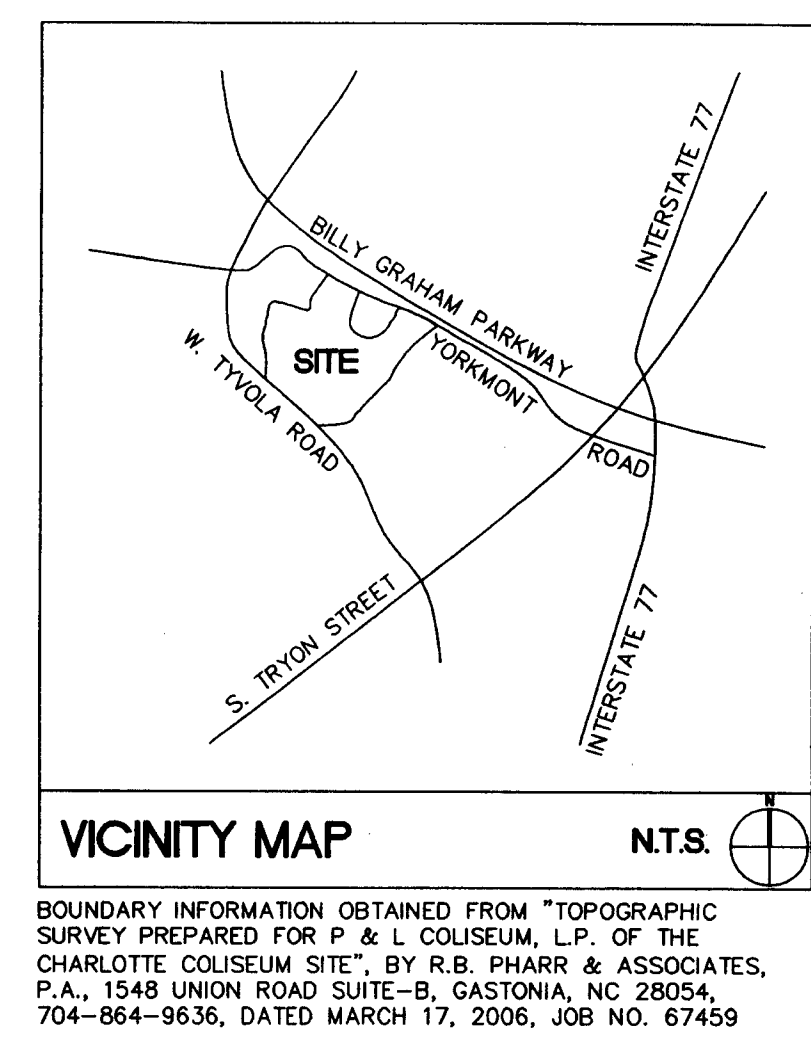 INTERSTATE 77
BILLY GRAHAM PARKWAY
SITE
YORKMONT
ROAD
W. TYVOLA ROAD
S. TRYON STREET
INTERSTATE 77
VICINITY MAP
N.T.S.
N
BOUNDARY INFORMATION OBTAINED FROM "TOPOGRAPHIC
SURVEY PREPARED FOR P & L COLISEUM, L.P. OF THE
CHARLOTTE COLISEUM SITE", BY R.B. PHARR & ASSOCIATES,
P.A., 1548 UNION ROAD SUITE-B, GASTONIA, NC 28054,
704-864-9636, DATED MARCH 17, 2006, JOB NO. 67459